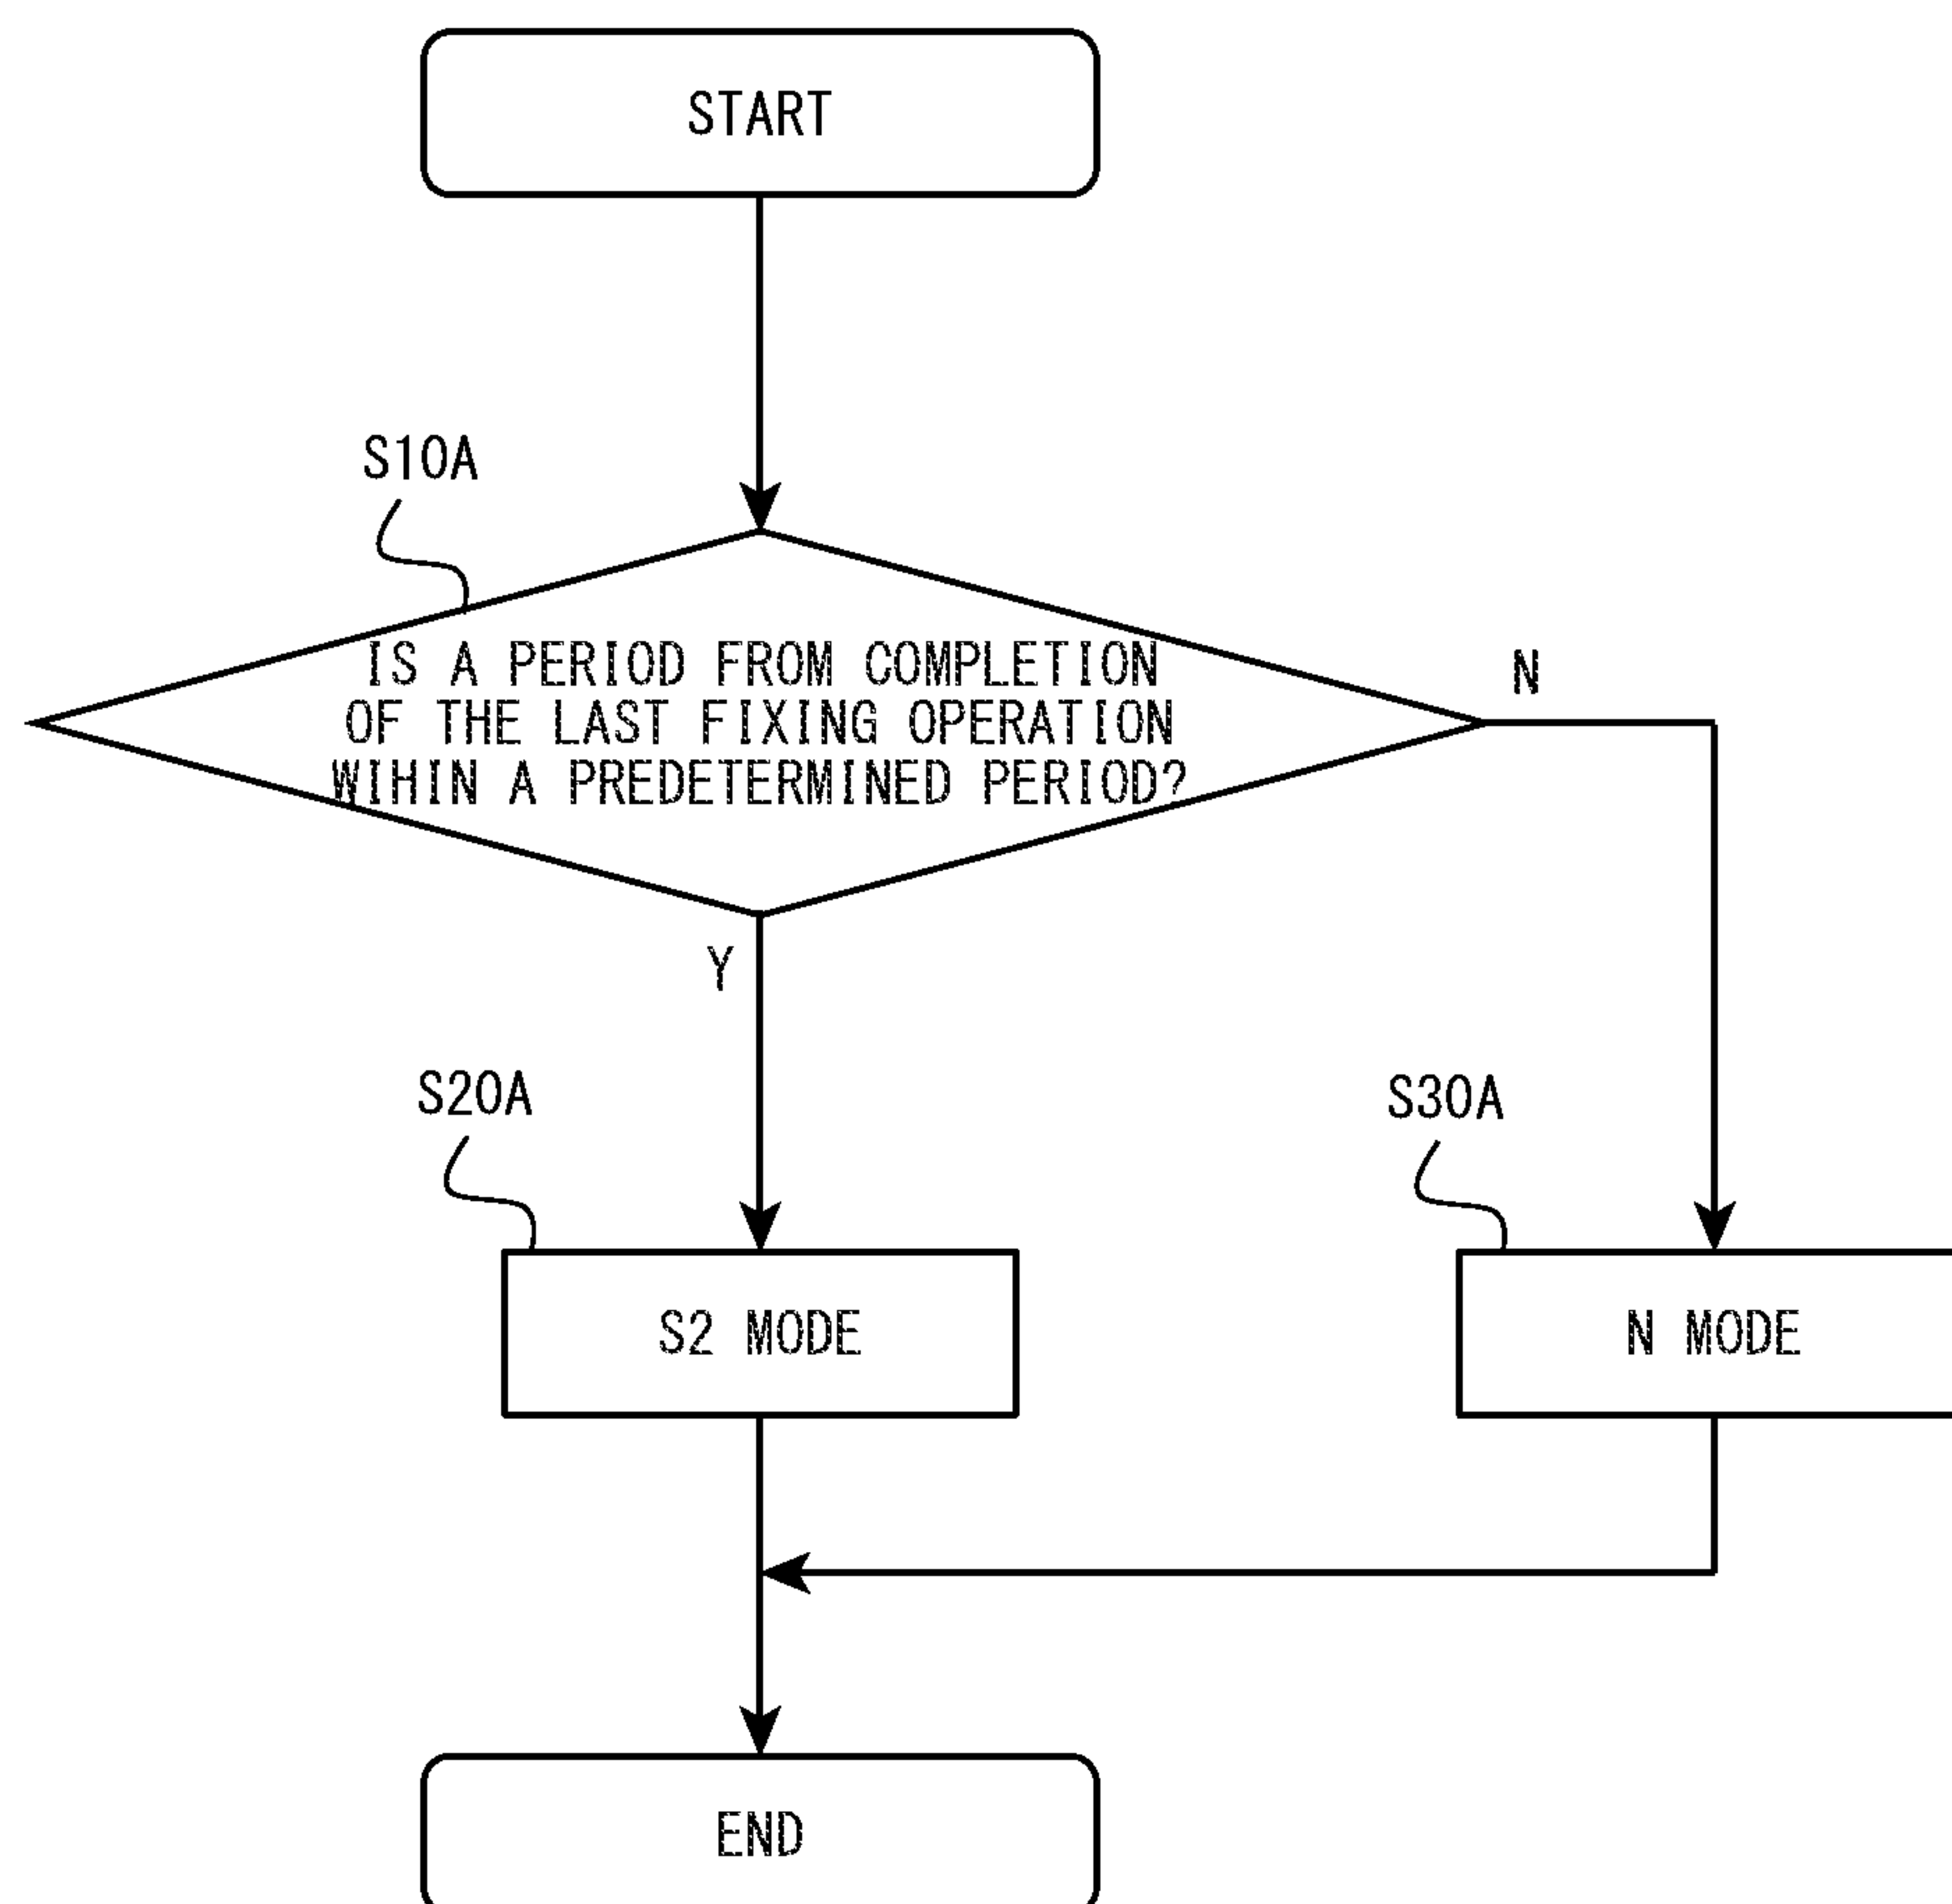 START
S10A
IS A PERIOD FROM COMPLETION
OF THE LAST FIXING OPERATION
WIHIN A PREDETERMINED PERIOD?
N
Y
S20A
S30A
S2 MODE
N MODE
END